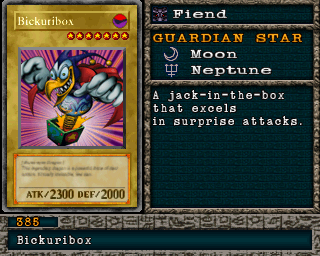 Bickuribox
ATK/2300 DEF/2000
Fiend
GUARDIAN STAR
Moon
Neptune
A jack-in-the-box
that excels
in surprise attacks.
385
Bickuribox